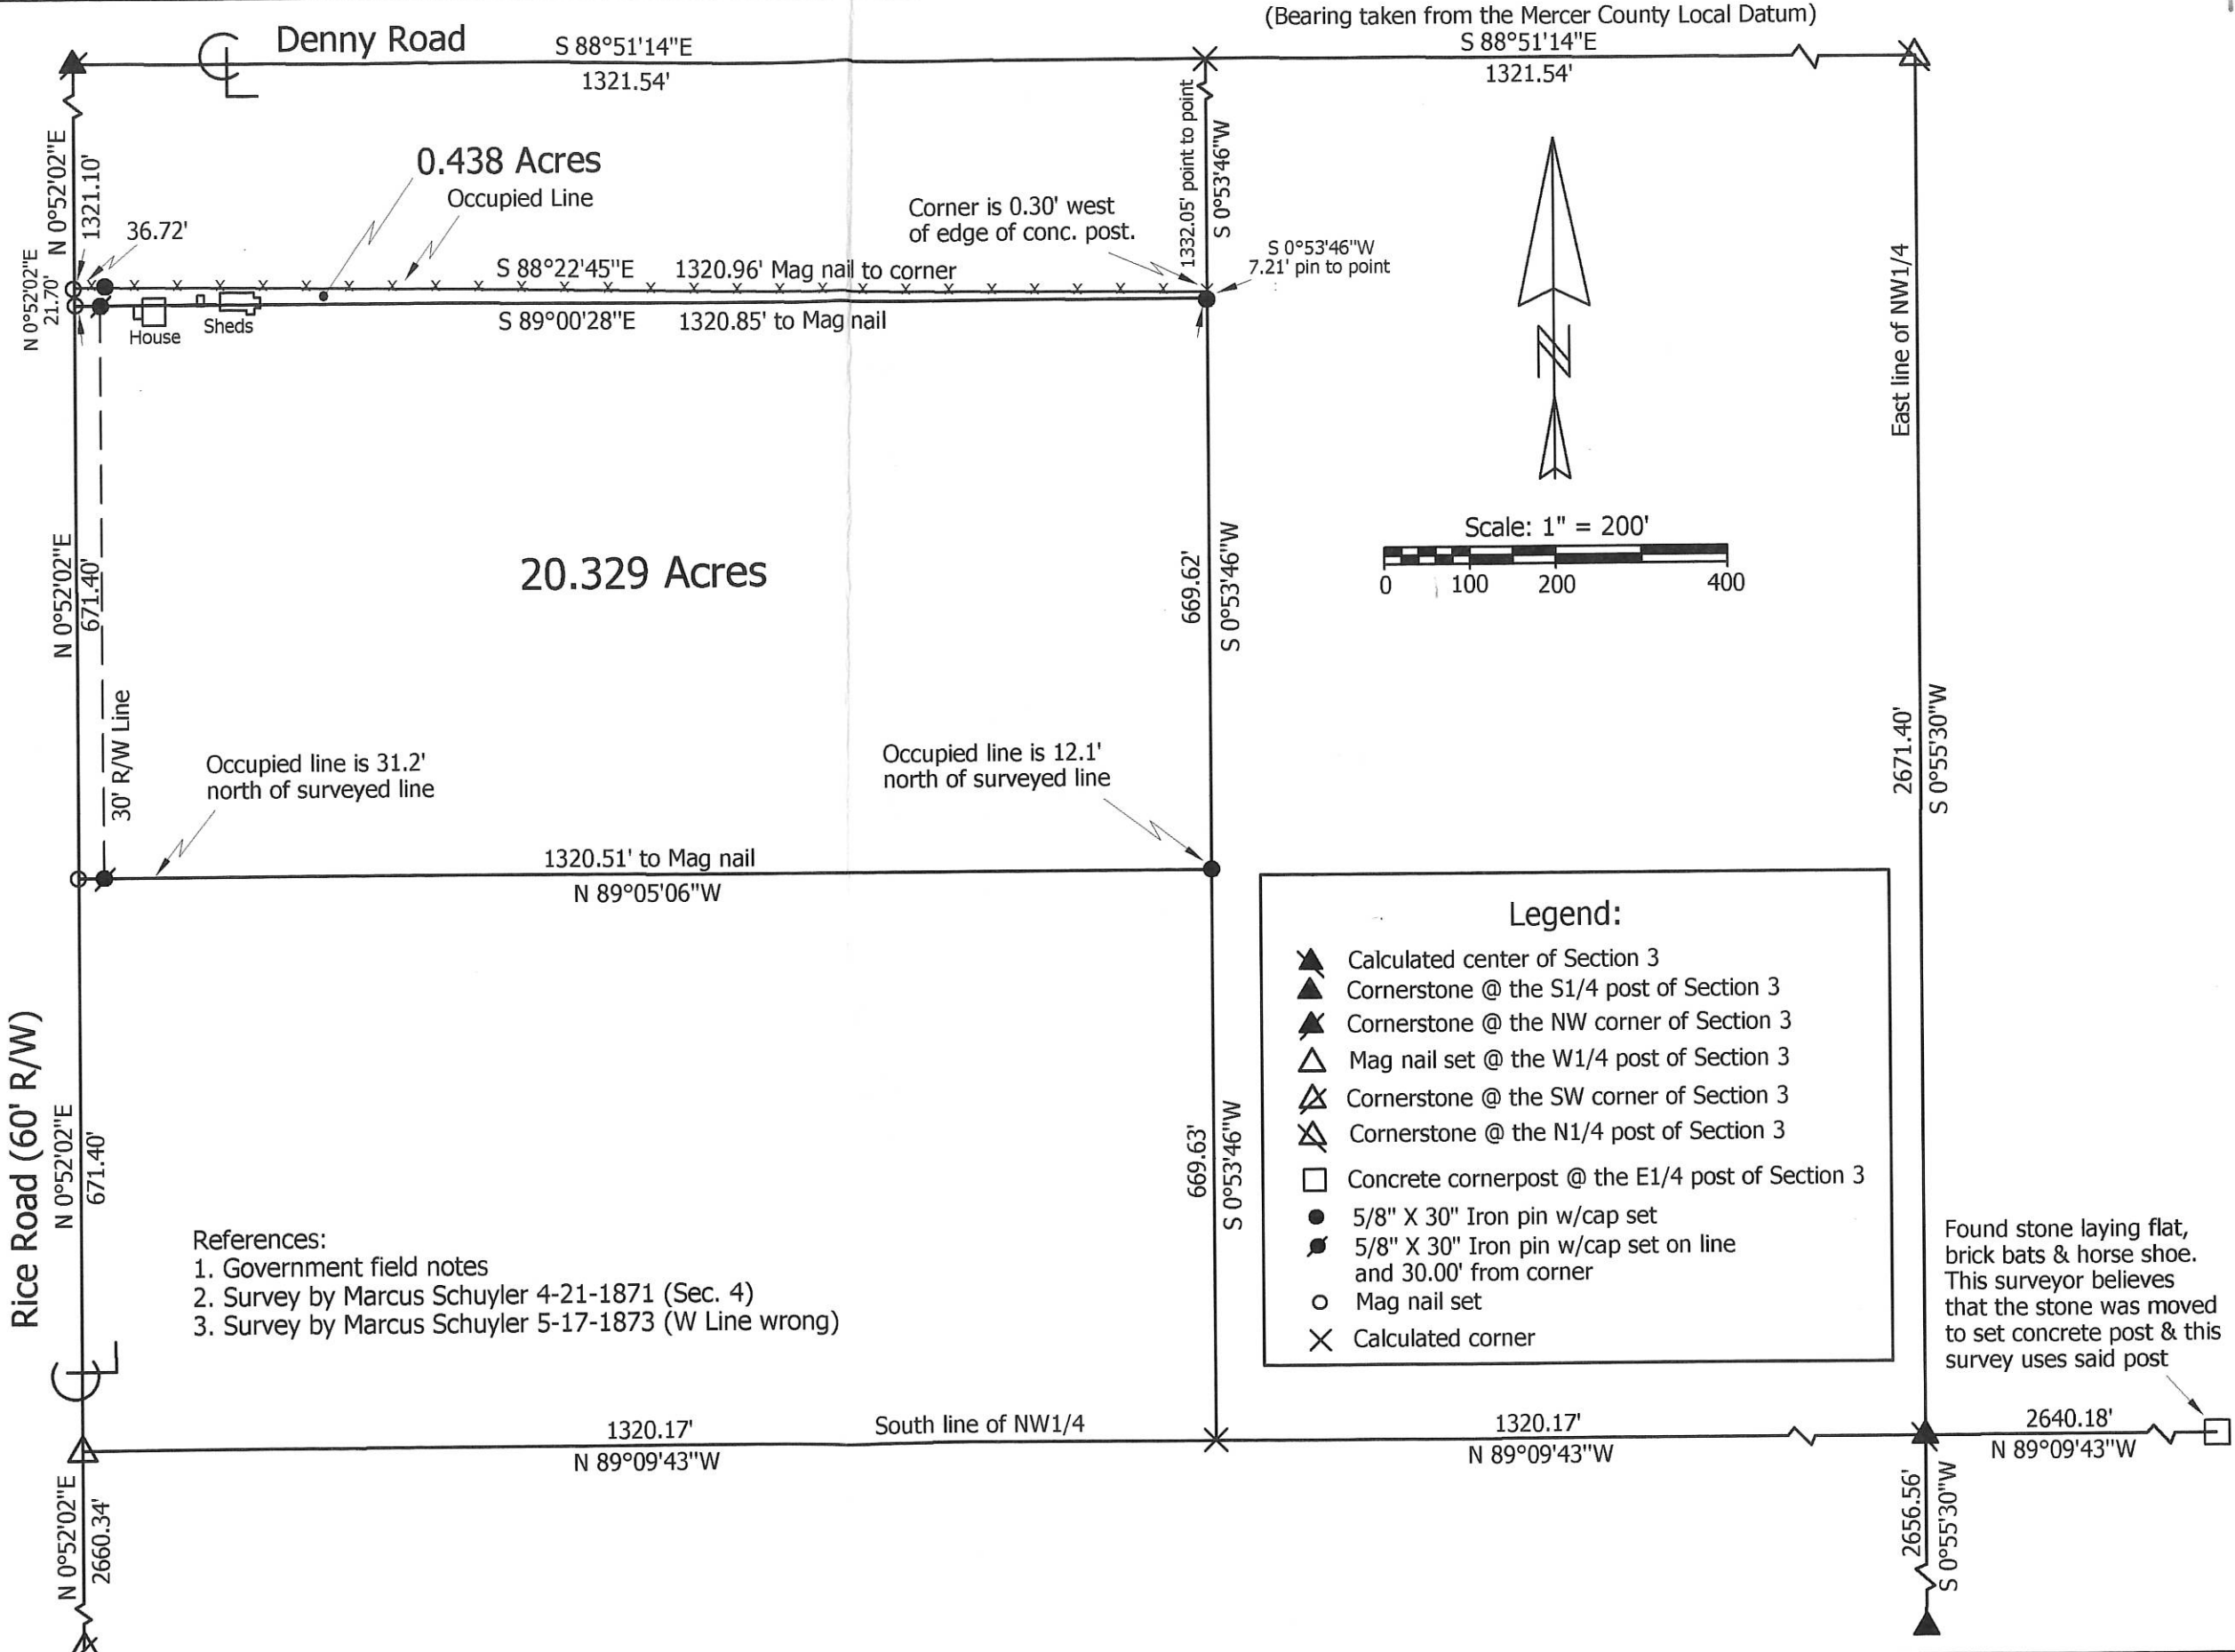 (Bearing taken from the Mercer County Local Datum)
Denny Road
S 88°51'14"E
1321.54'
S 88°51'14"E
1321.54'
N 0°52'02"E
1321.10'
0.438 Acres
Occupied Line
36.72'
Corner is 0.30' west
of edge of conc. post.
1332.05' point to point
S 0°53'46"W
S 0°53'46"W
7.21' pin to point
N 0°52'02"E
21.70'
S 88°22'45"E 1320.96' Mag nail to corner
S 89°00'28"E 1320.85' to Mag nail
House
Sheds
N
East line of NW1/4
Scale: 1" = 200'
0 100 200 400
20.329 Acres
N 0°52'02"E
671.40'
30' R/W Line
669.62'
S 0°53'46"W
2671.40'
S 0°55'30"W
Occupied line is 31.2'
north of surveyed line
Occupied line is 12.1'
north of surveyed line
1320.51' to Mag nail
N 89°05'06"W
Legend:
Calculated center of Section 3
Cornerstone @ the S1/4 post of Section 3
Cornerstone @ the NW corner of Section 3
Mag nail set @ the W1/4 post of Section 3
Cornerstone @ the SW corner of Section 3
Cornerstone @ the N1/4 post of Section 3
Concrete cornerpost @ the E1/4 post of Section 3
5/8" X 30" Iron pin w/cap set
5/8" X 30" Iron pin w/cap set on line
and 30.00' from corner
Mag nail set
Calculated corner
Rice Road (60' R/W)
N 0°52'02"E
671.40'
669.63'
S 0°53'46"W
References:
1. Government field notes
2. Survey by Marcus Schuyler 4-21-1871 (Sec. 4)
3. Survey by Marcus Schuyler 5-17-1873 (W Line wrong)
Found stone laying flat,
brick bats & horse shoe.
This surveyor believes
that the stone was moved
to set concrete post & this
survey uses said post
1320.17'
N 89°09'43"W
South line of NW1/4
1320.17'
N 89°09'43"W
2640.18'
N 89°09'43"W
N 0°52'02"E
2660.34'
2656.56'
S 0°55'30"W